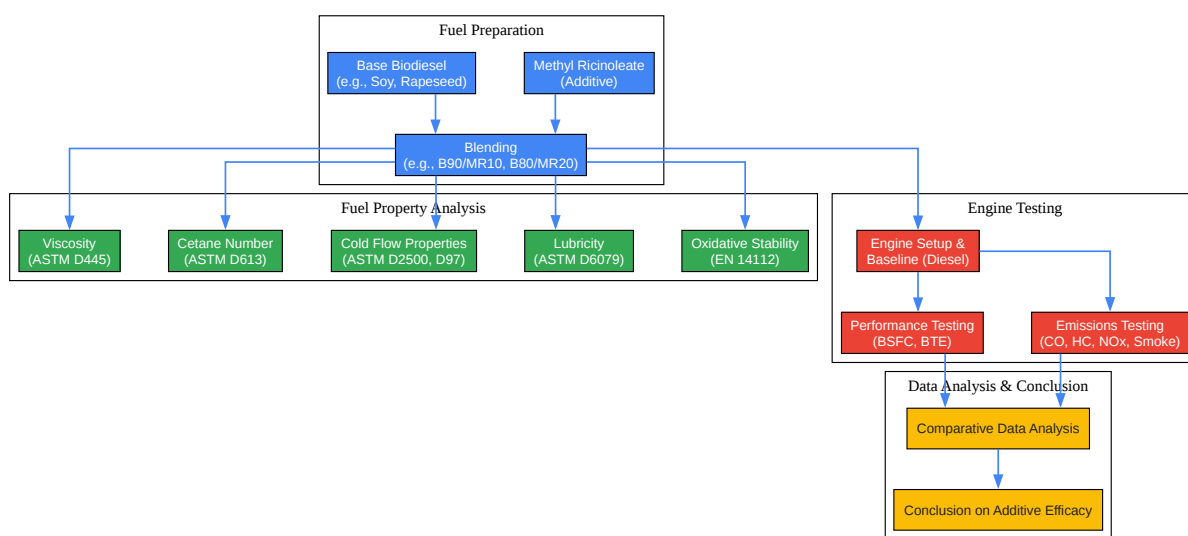 Fuel Preparation
Base Biodiesel
(e.g., Soy, Rapeseed)
Methyl Ricinoleate
(Additive)
Blending
(e.g., B90/MR10, B80/MR20)
Fuel Property Analysis
Viscosity
(ASTM D445)
Cetane Number
(ASTM D613)
Cold Flow Properties
(ASTM D2500, D97)
Lubricity
(ASTM D6079)
Oxidative Stability
(EN 14112)
Engine Testing
Engine Setup &
Baseline (Diesel)
Performance Testing
(BSFC, BTE)
Emissions Testing
(CO, HC, NOx, Smoke)
Data Analysis & Conclusion
Comparative Data Analysis
Conclusion on Additive Efficacy